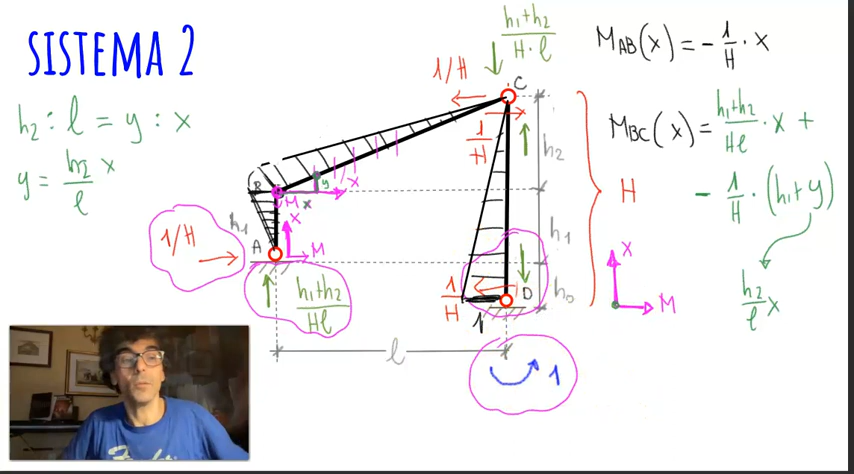 SISTEMA 2
h₂ : l = y : x
y = h₂/l x
h₁+h₂/H·l
1/H
C
1/H
h₂
B
M
x
y
x
h₁
A
x
M
1/H
h₁+h₂/Hl
H
h₁
1/H
D
h₀
1
l
1
x
M
M_AB(x) = - 1/H · x
M_BC(x) = h₁+h₂/Hl · x +
- 1/H · (h₁+y)
h₂/l x